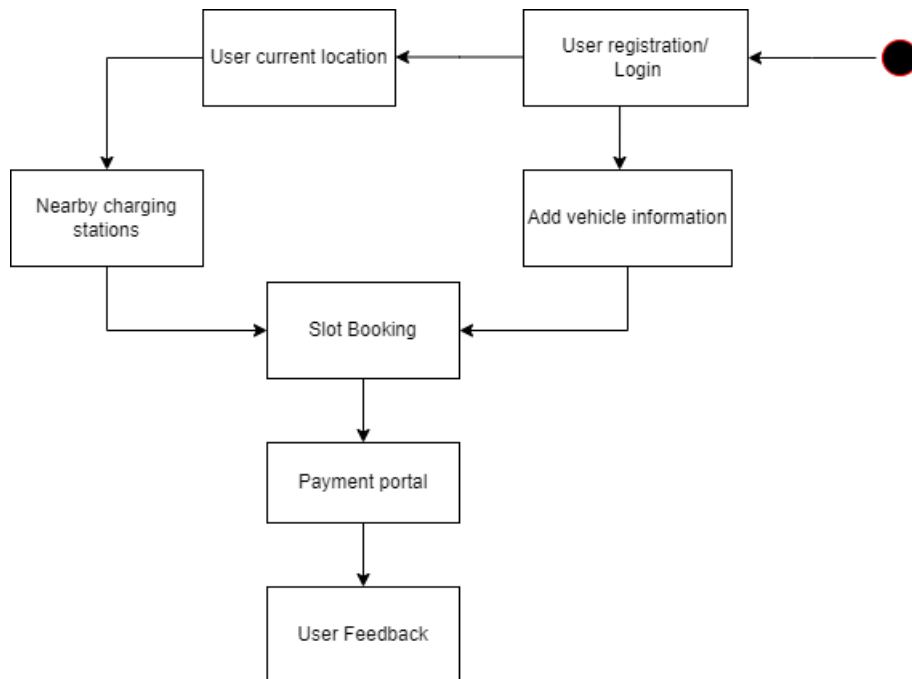 User current location
User registration/
Login
Nearby charging
stations
Add vehicle information
Slot Booking
Payment portal
User Feedback